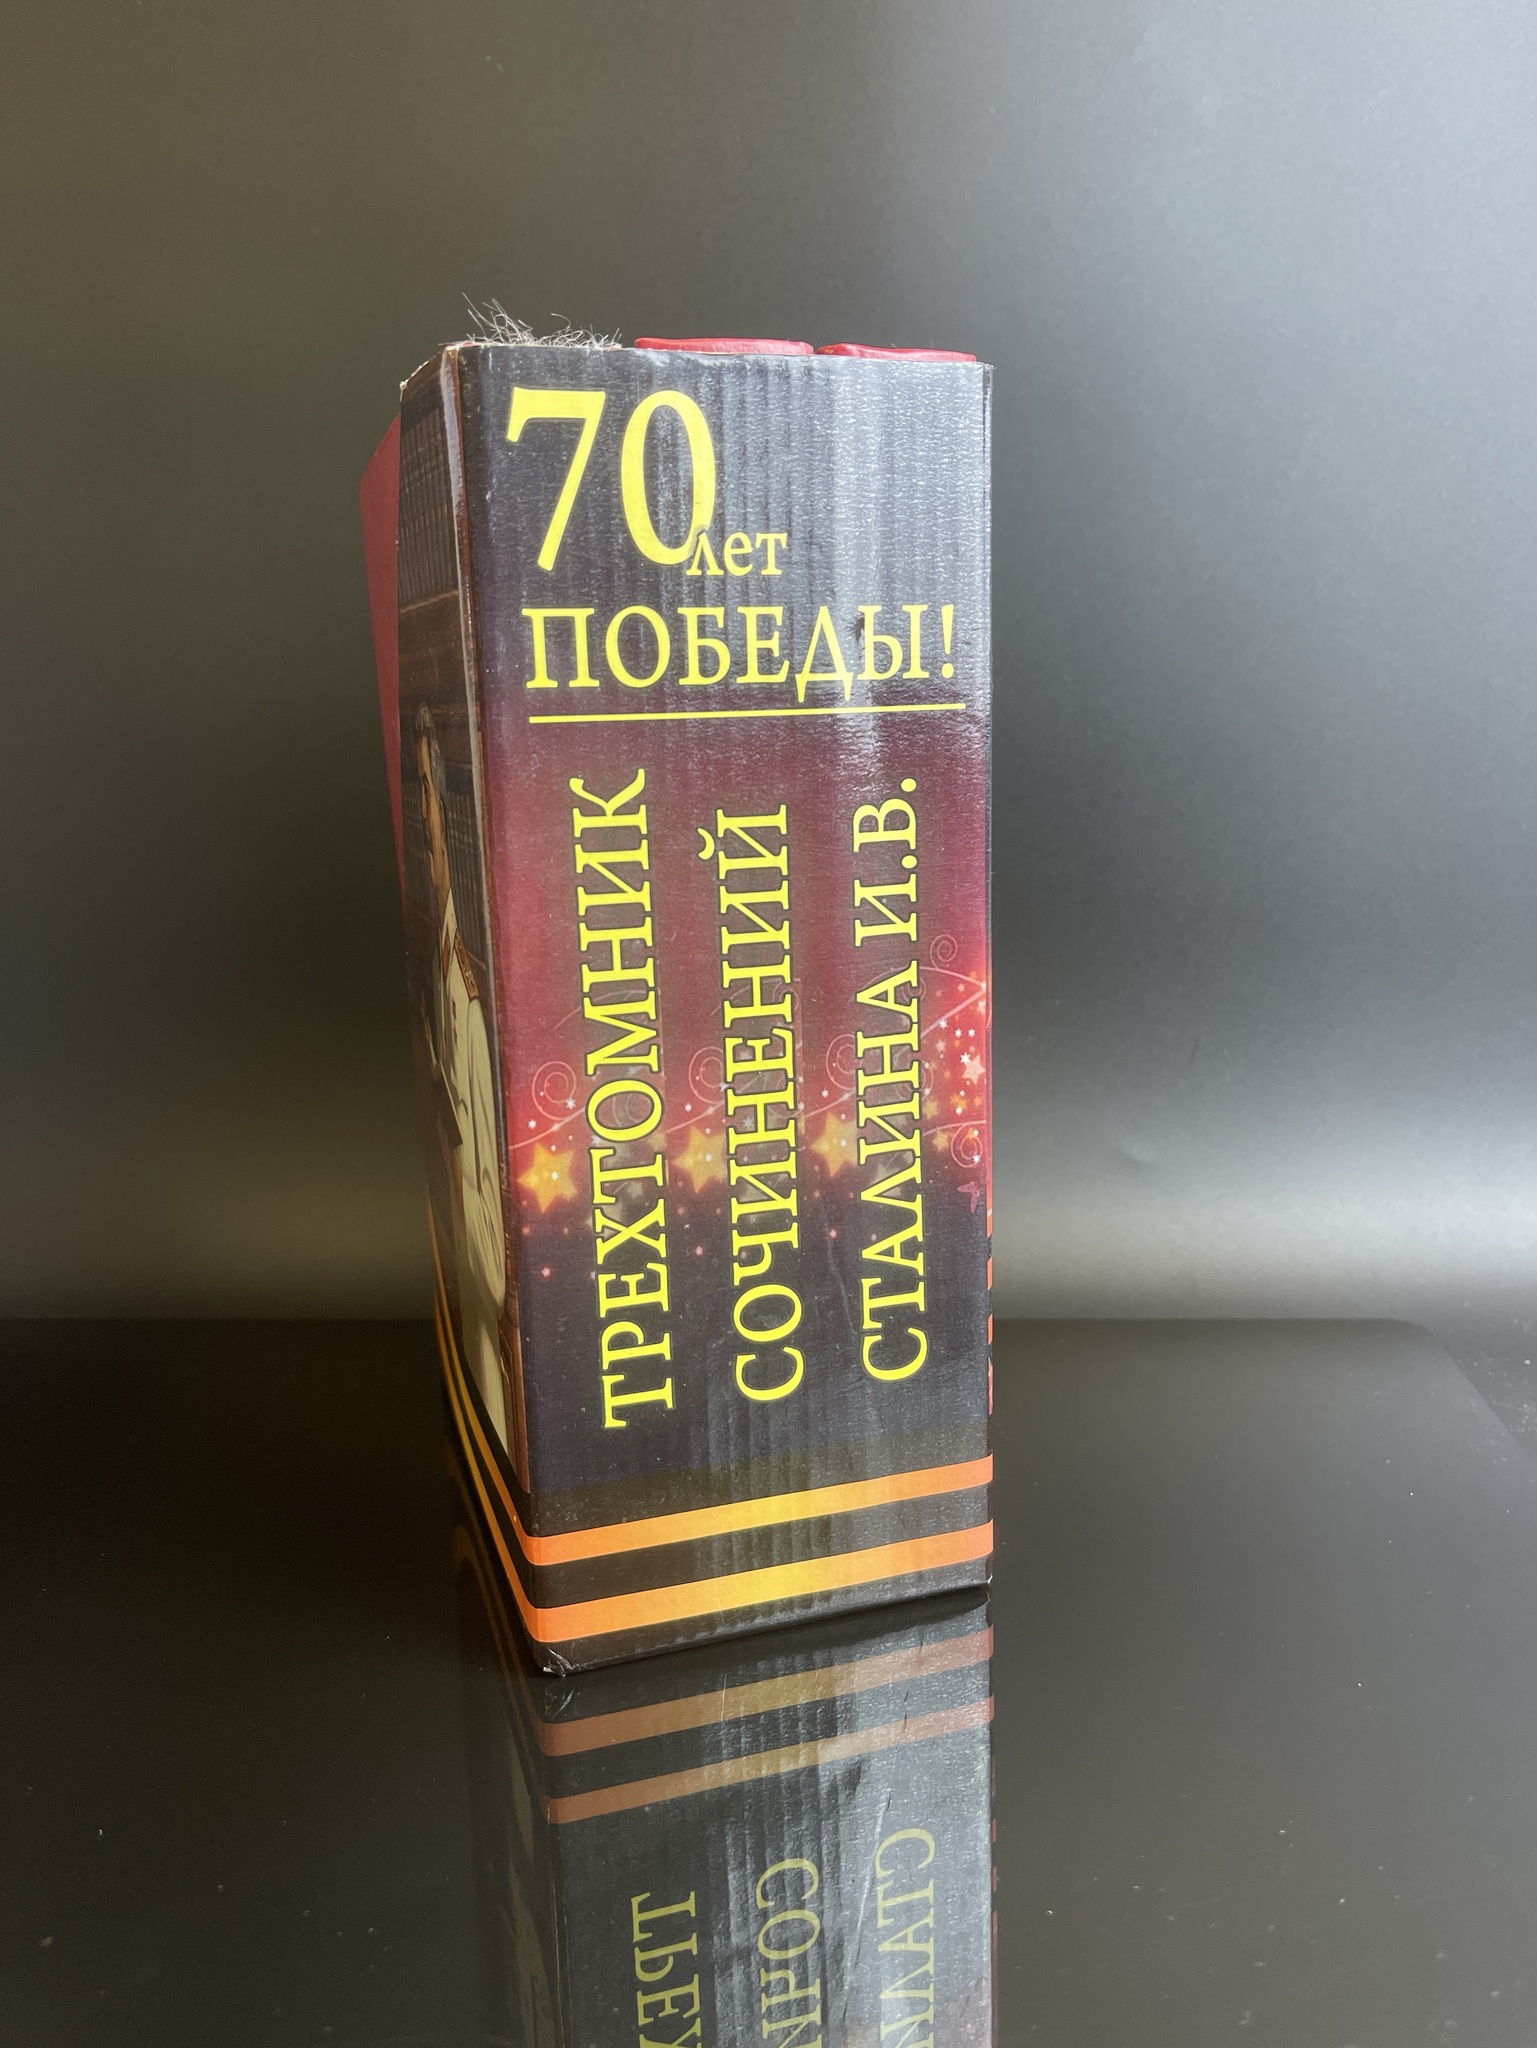 70 лет
ПОБЕДЫ!
ТРЕХТОМНИК
СОЧИНЕНИЙ
СТАЛИНА И.В.